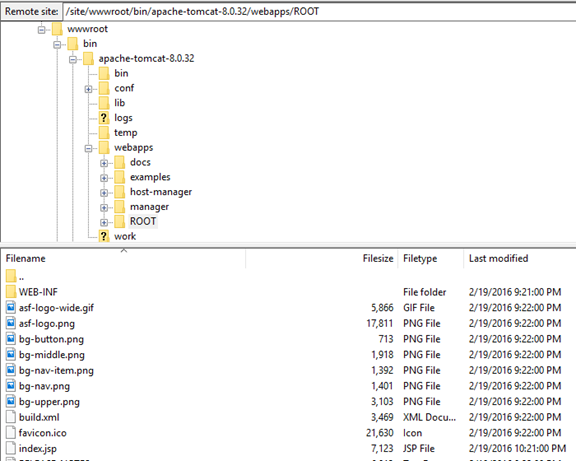 Remote site: /site/wwwroot/bin/apache-tomcat-8.0.32/webapps/ROOT
wwwroot
bin
apache-tomcat-8.0.32
bin
conf
lib
? logs
temp
webapps
docs
examples
host-manager
manager
ROOT
? work
Filename Filesize Filetype Last modified
..
WEB-INF File folder 2/19/2016 9:21:00 PM
asf-logo-wide.gif 5,866 GIF File 2/19/2016 9:22:00 PM
asf-logo.png 17,811 PNG File 2/19/2016 9:22:00 PM
bg-button.png 713 PNG File 2/19/2016 9:22:00 PM
bg-middle.png 1,918 PNG File 2/19/2016 9:22:00 PM
bg-nav-item.png 1,392 PNG File 2/19/2016 9:22:00 PM
bg-nav.png 1,401 PNG File 2/19/2016 9:22:00 PM
bg-upper.png 3,103 PNG File 2/19/2016 9:22:00 PM
build.xml 3,469 XML Docu... 2/19/2016 9:22:00 PM
favicon.ico 21,630 Icon 2/19/2016 9:22:00 PM
index.jsp 7,123 JSP File 2/19/2016 10:21:00 PM